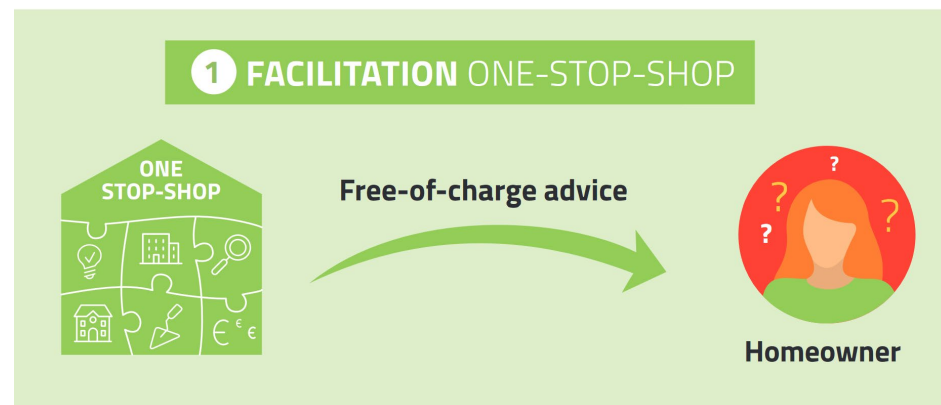 1 FACILITATION ONE-STOP-SHOP
ONE
STOP-SHOP
€ € €
Free-of-charge advice
? ? ? ?
Homeowner